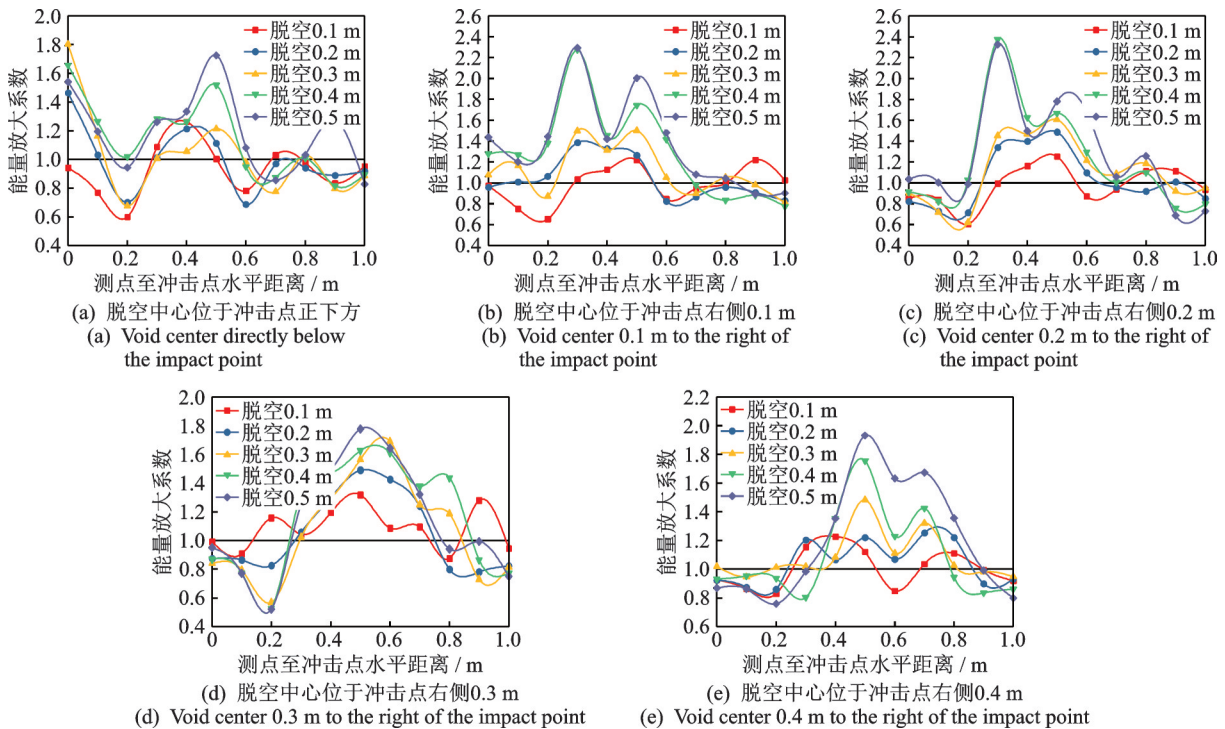 2.0
1.8
1.6
1.4
1.2
1.0
0.8
0.6
0.4
能量放大系数
脱空0.1 m
脱空0.2 m
脱空0.3 m
脱空0.4 m
脱空0.5 m
0 0.2 0.4 0.6 0.8 1.0
测点至冲击点水平距离 / m
(a) 脱空中心位于冲击点正下方
(a) Void center directly below
the impact point
2.6
2.4
2.2
2.0
1.8
1.6
1.4
1.2
1.0
0.8
0.6
0.4
能量放大系数
脱空0.1 m
脱空0.2 m
脱空0.3 m
脱空0.4 m
脱空0.5 m
0 0.2 0.4 0.6 0.8 1.0
测点至冲击点水平距离 / m
(b) 脱空中心位于冲击点右侧0.1 m
(b) Void center 0.1 m to the right of
the impact point
2.6
2.4
2.2
2.0
1.8
1.6
1.4
1.2
1.0
0.8
0.6
0.4
能量放大系数
脱空0.1 m
脱空0.2 m
脱空0.3 m
脱空0.4 m
脱空0.5 m
0 0.2 0.4 0.6 0.8 1.0
测点至冲击点水平距离 / m
(c) 脱空中心位于冲击点右侧0.2 m
(c) Void center 0.2 m to the right of
the impact point
2.0
1.8
1.6
1.4
1.2
1.0
0.8
0.6
0.4
能量放大系数
脱空0.1 m
脱空0.2 m
脱空0.3 m
脱空0.4 m
脱空0.5 m
0 0.2 0.4 0.6 0.8 1.0
测点至冲击点水平距离 / m
(d) 脱空中心位于冲击点右侧0.3 m
(d) Void center 0.3 m to the right of the impact point
2.2
2.0
1.8
1.6
1.4
1.2
1.0
0.8
0.6
能量放大系数
脱空0.1 m
脱空0.2 m
脱空0.3 m
脱空0.4 m
脱空0.5 m
0 0.2 0.4 0.6 0.8 1.0
测点至冲击点水平距离 / m
(e) 脱空中心位于冲击点右侧0.4 m
(e) Void center 0.4 m to the right of the impact point